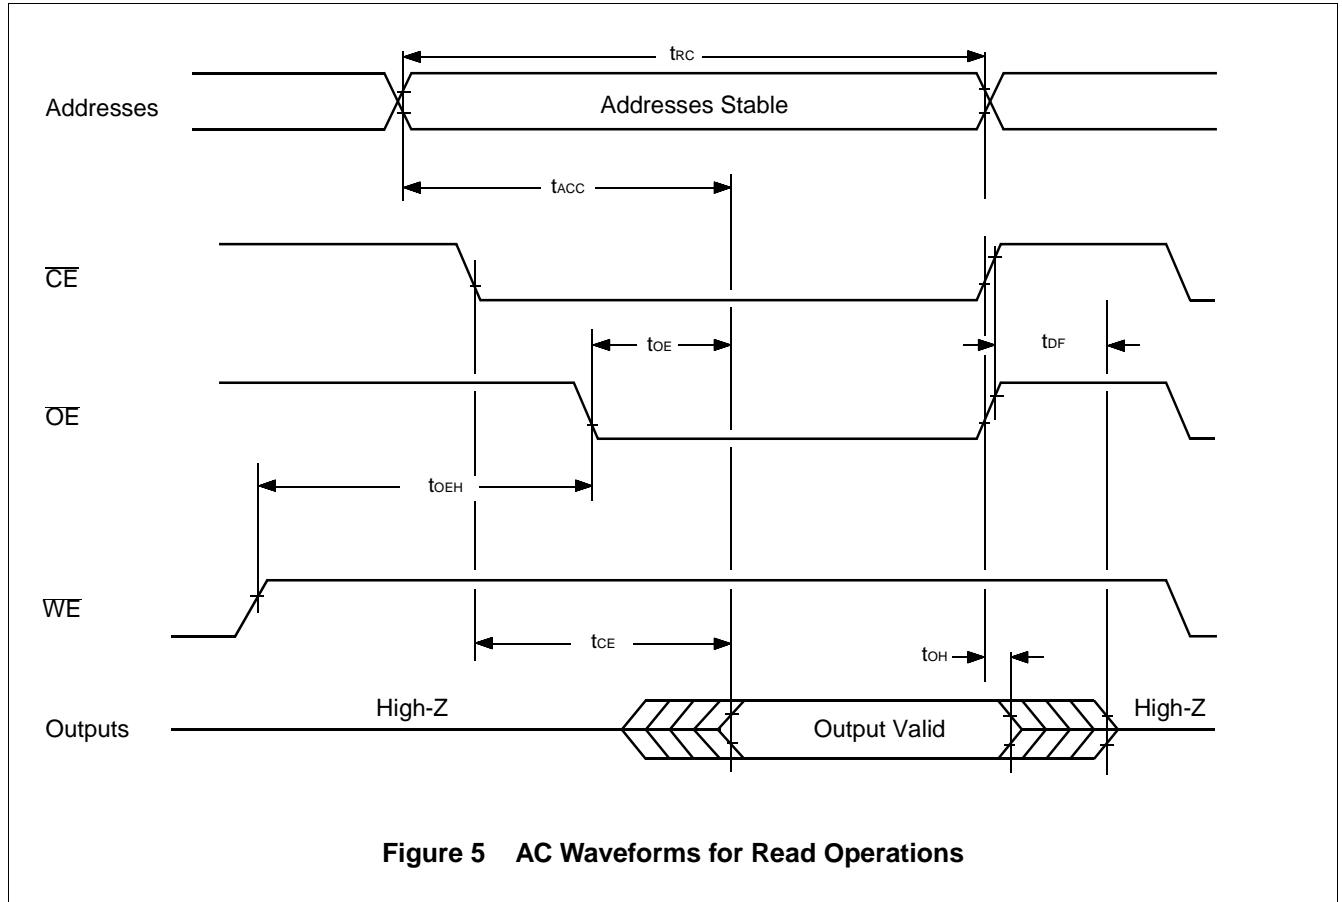 tRC
Addresses
Addresses Stable
tACC
CE
tOE
tDF
OE
tOEH
WE
tCE
tOH
High-Z
High-Z
Outputs
Output Valid
Figure 5 AC Waveforms for Read Operations